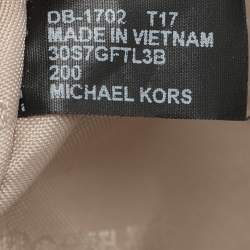 DB-1702 T17
MADE IN VIETNAM
30S7GFTL3B
200
MICHAEL KORS